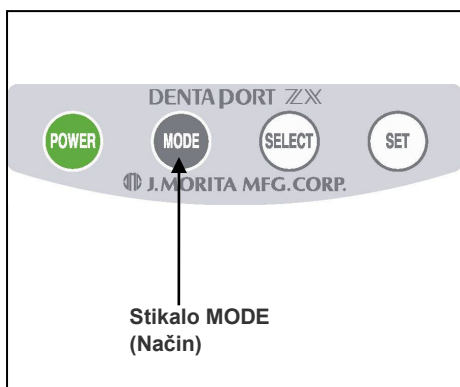 DENTAPORT ZX
POWER
MODE
SELECT
SET
J.MORITA MFG.CORP.
Stikalo MODE
(Način)